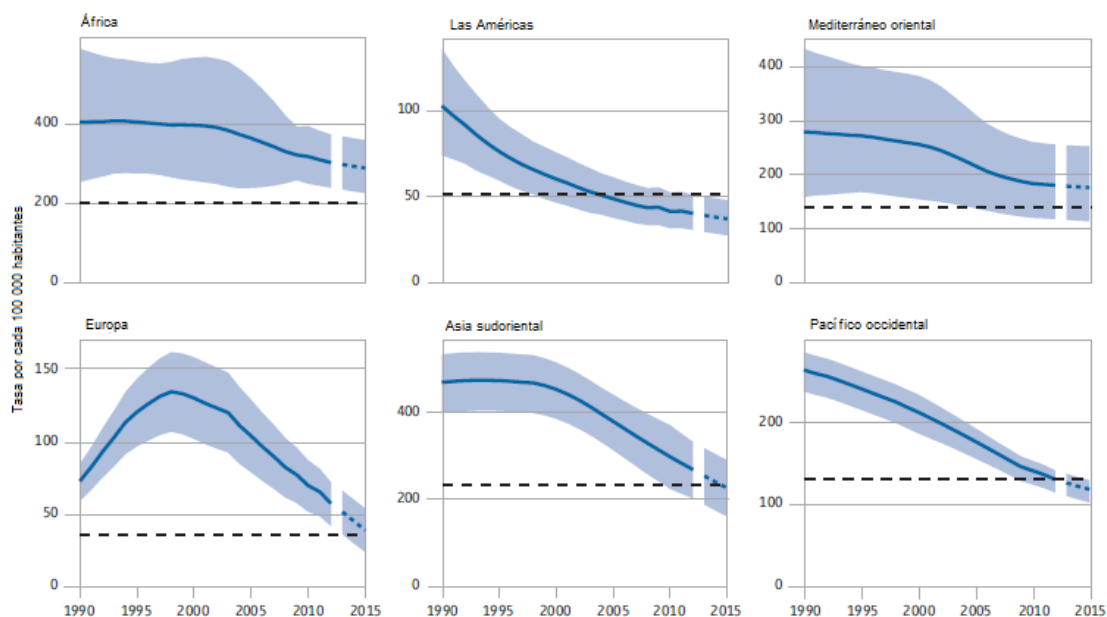 África
Las Américas
Mediterráneo oriental
400
200
0
100
50
0
400
300
200
100
0
Tasa por cada 100 000 habitantes
Europa
Asia sudoriental
Pacífico occidental
150
100
50
0
400
200
0
200
100
0
1990 1995 2000 2005 2010 2015
1990 1995 2000 2005 2010 2015
1990 1995 2000 2005 2010 2015